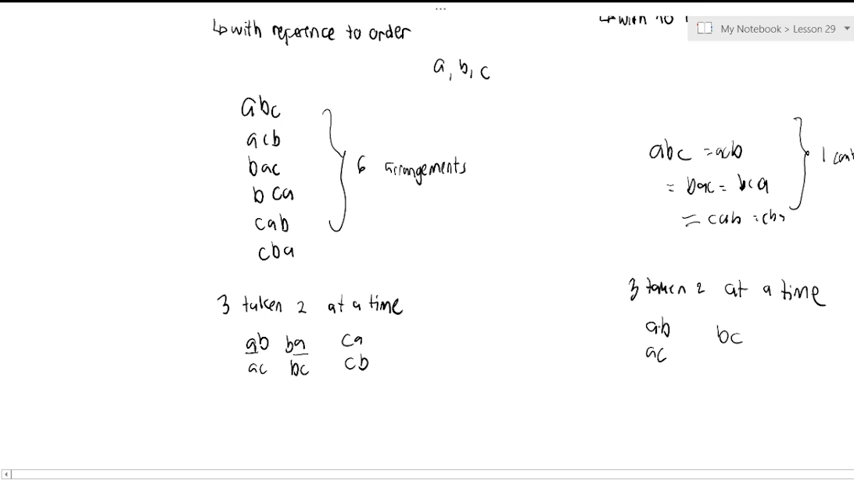 ↳ with reference to order
My Notebook > Lesson 29
a, b, c
abc
acb
bac
bca
cab
cba
} 6 arrangements
abc = acb
= bac = bca
= cab = cba
} 1
3 taken 2 at a time
ab ba ca
ac bc cb
3 taken 2 at a time
ab bc
ac